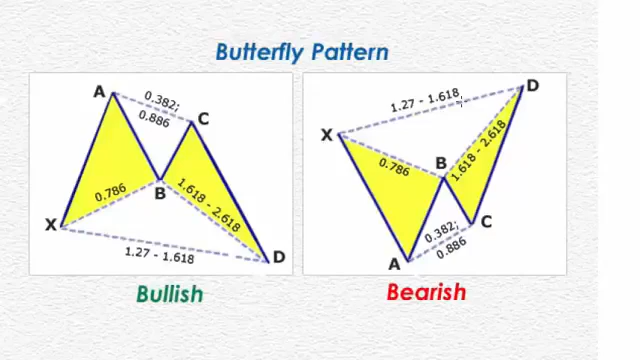 Butterfly Pattern
A
0.382;
0.886
C
0.786
B
1.618 - 2.618
X
1.27 - 1.618
D
Bullish
D
1.27 - 1.618
X
B
0.786
1.618 - 2.618
C
0.382;
0.886
A
Bearish